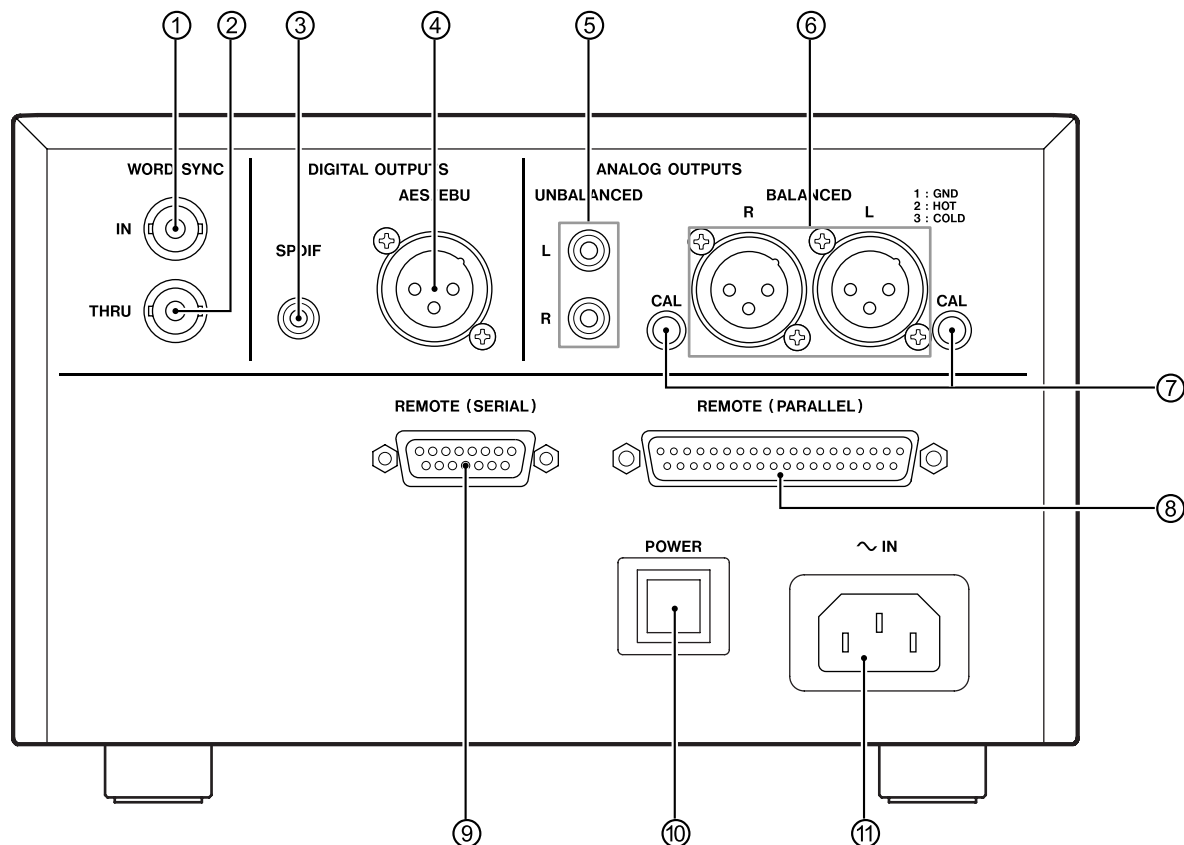 ① ② ③ ④ ⑤ ⑥
WORD SYNC
DIGITAL OUTPUTS
ANALOG OUTPUTS
AES/EBU
UNBALANCED
BALANCED
R
L
1 : GND
2 : HOT
3 : COLD
IN
SPDIF
L
CAL
CAL
THRU
R
⑦
REMOTE (SERIAL)
REMOTE (PARALLEL)
⑧
POWER
～ IN
⑨ ⑩ ⑪